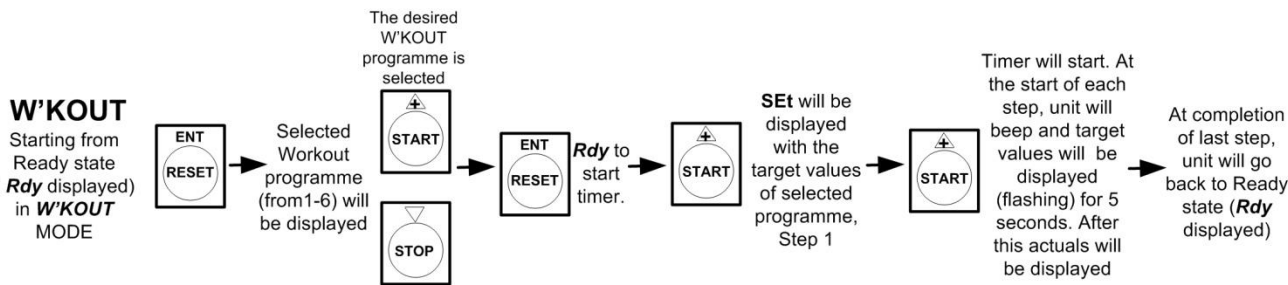 W'KOUT
Starting from
Ready state
Rdy displayed)
in W'KOUT
MODE
ENT
RESET
Selected
Workout
programme
(from1-6) will
be displayed
The desired
W'KOUT
programme is
selected
+
START
STOP
ENT
RESET
Rdy to
start
timer.
+
START
SEt will be
displayed
with the
target values
of selected
programme,
Step 1
+
START
Timer will start. At
the start of each
step, unit will
beep and target
values will be
displayed
(flashing) for 5
seconds. After
this actuals will
be displayed
At completion
of last step,
unit will go
back to Ready
state (Rdy
displayed)